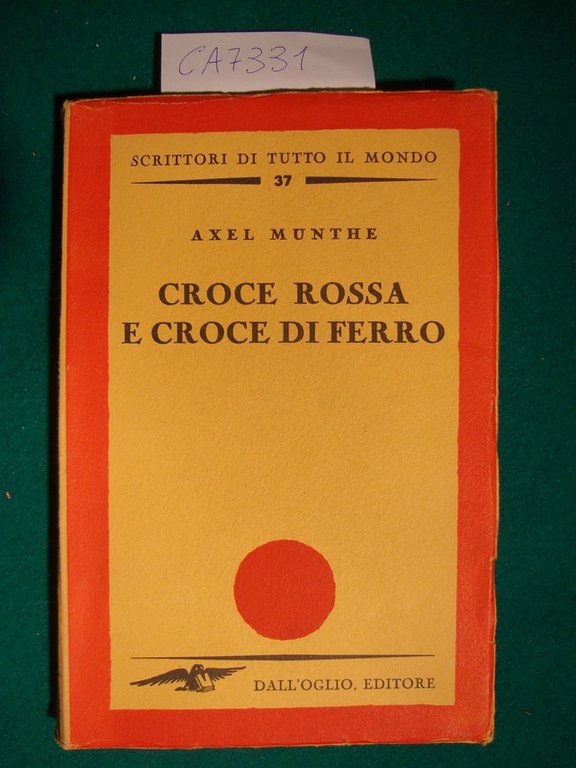 CA7331
SCRITTORI DI TUTTO IL MONDO
37
AXEL MUNTHE
CROCE ROSSA
E CROCE DI FERRO
DALL'OGLIO, EDITORE